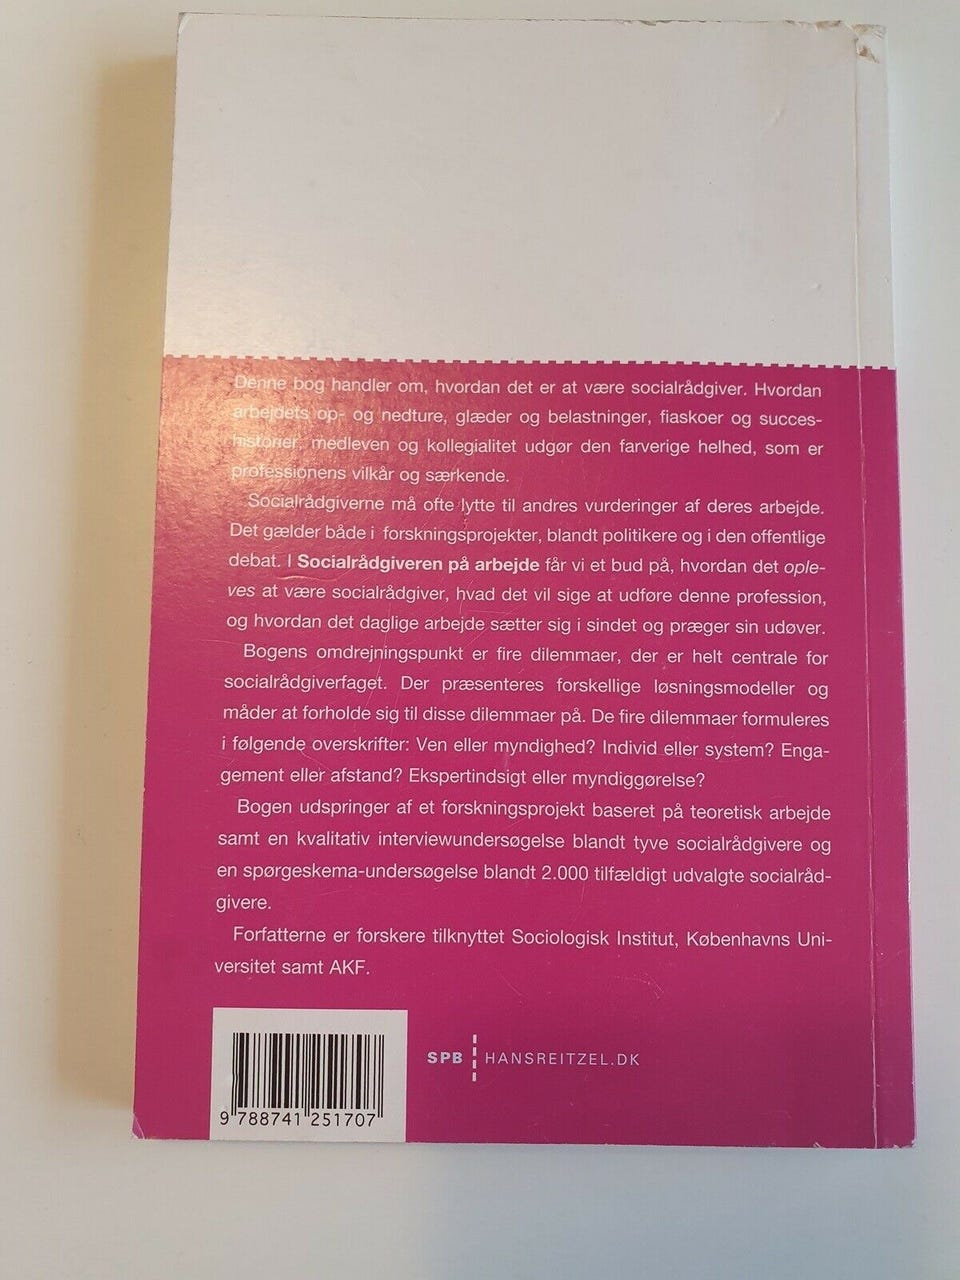 Denne bog handler om, hvordan det er at være socialrådgiver. Hvordan
arbejdets op- og nedture, glæder og belastninger, fiaskoer og succes-
historier, medleven og kollegialitet udgør den farverige helhed, som er
professionens vilkår og særkende.
Socialrådgiverne må ofte lytte til andres vurderinger af deres arbejde.
Det gælder både i forskningsprojekter, blandt politikere og i den offentlige
debat. I Socialrådgiveren på arbejde får vi et bud på, hvordan det ople-
ves at være socialrådgiver, hvad det vil sige at udføre denne profession,
og hvordan det daglige arbejde sætter sig i sindet og præger sin udøver.
Bogens omdrejningspunkt er fire dilemmaer, der er helt centrale for
socialrådgiverfaget. Der præsenteres forskellige løsningsmodeller og
måder at forholde sig til disse dilemmaer på. De fire dilemmaer formuleres
i følgende overskrifter: Ven eller myndighed? Individ eller system? Enga-
gement eller afstand? Ekspertindsigt eller myndiggørelse?
Bogen udspringer af et forskningsprojekt baseret på teoretisk arbejde
samt en kvalitativ interviewundersøgelse blandt tyve socialrådgivere og
en spørgeskema-undersøgelse blandt 2.000 tilfældigt udvalgte socialråd-
givere.
Forfatterne er forskere tilknyttet Sociologisk Institut, Københavns Uni-
versitet samt AKF.
SPB HANSREITZEL.DK
9 788741 251707